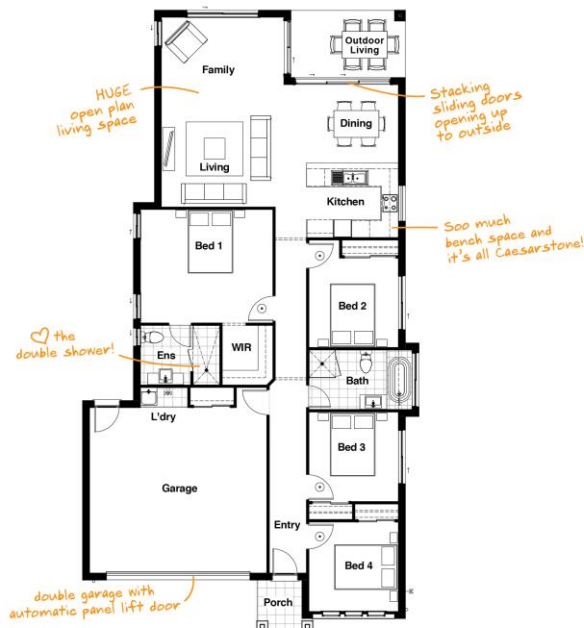 Outdoor
Living
Family
HUGE
open plan
living space
Stacking
sliding doors
opening up
to outside
Dining
Living
Kitchen
Soo much
bench space and
it's all Caesarstone!
Bed 1
Bed 2
the
double shower!
Ens
WIR
Bath
L'dry
Bed 3
Garage
Entry
Bed 4
double garage with
automatic panel lift door
Porch